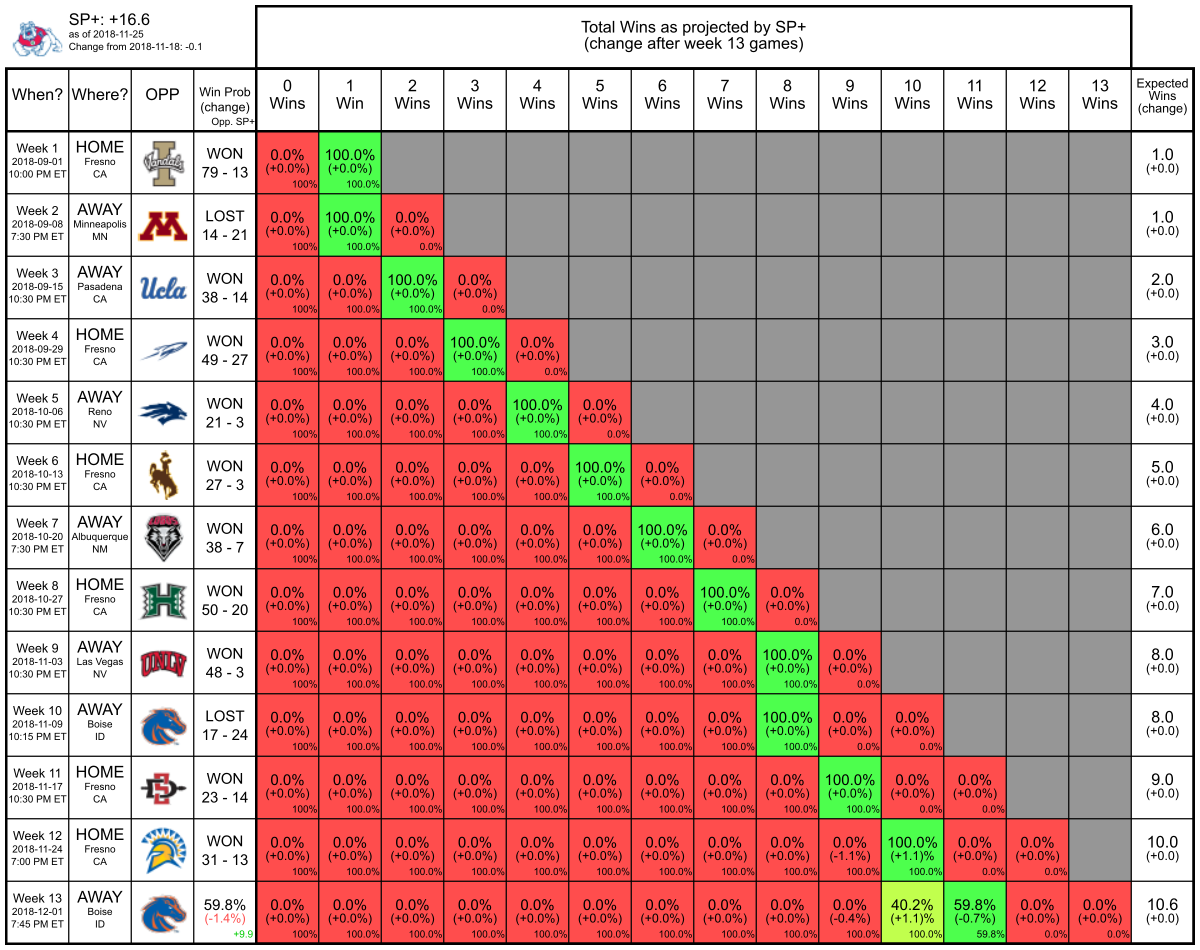 SP+: +16.6
as of 2018-11-25
Change from 2018-11-18: -0.1
Total Wins as projected by SP+
(change after week 13 games)
When? Where? OPP Win Prob (change) Opp. SP+ 0 Wins 1 Win 2 Wins 3 Wins 4 Wins 5 Wins 6 Wins 7 Wins 8 Wins 9 Wins 10 Wins 11 Wins 12 Wins 13 Wins Expected Wins (change)
Week 1 HOME I WON 0.0% 100.0% 1.0
2018-09-01 Fresno Vandals (+0.0%) (+0.0%) (+0.0)
10:00 PM ET CA 79 - 13 100% 100.0%
Week 2 AWAY M LOST 0.0% 100.0% 0.0% 1.0
2018-09-08 Minneapolis (+0.0%) (+0.0%) (+0.0%) (+0.0)
7:30 PM ET MN 14 - 21 100% 100.0% 0.0%
Week 3 AWAY Ucla WON 0.0% 0.0% 100.0% 0.0% 2.0
2018-09-15 Pasadena (+0.0%) (+0.0%) (+0.0%) (+0.0%) (+0.0)
10:30 PM ET CA 38 - 14 100% 100.0% 100.0% 0.0%
Week 4 HOME WON 0.0% 0.0% 0.0% 100.0% 0.0% 3.0
2018-09-29 Fresno (+0.0%) (+0.0%) (+0.0%) (+0.0%) (+0.0%) (+0.0)
10:30 PM ET CA 49 - 27 100% 100.0% 100.0% 100.0% 0.0%
Week 5 AWAY WON 0.0% 0.0% 0.0% 0.0% 100.0% 0.0% 4.0
2018-10-06 Reno (+0.0%) (+0.0%) (+0.0%) (+0.0%) (+0.0%) (+0.0%) (+0.0)
10:30 PM ET NV 21 - 3 100% 100.0% 100.0% 100.0% 100.0% 0.0%
Week 6 HOME WON 0.0% 0.0% 0.0% 0.0% 0.0% 100.0% 0.0% 5.0
2018-10-13 Fresno (+0.0%) (+0.0%) (+0.0%) (+0.0%) (+0.0%) (+0.0%) (+0.0%) (+0.0)
10:30 PM ET CA 27 - 3 100% 100.0% 100.0% 100.0% 100.0% 100.0% 0.0%
Week 7 AWAY WON 0.0% 0.0% 0.0% 0.0% 0.0% 0.0% 100.0% 0.0% 6.0
2018-10-20 Albuquerque (+0.0%) (+0.0%) (+0.0%) (+0.0%) (+0.0%) (+0.0%) (+0.0%) (+0.0%) (+0.0)
7:30 PM ET NM 38 - 7 100% 100.0% 100.0% 100.0% 100.0% 100.0% 100.0% 0.0%
Week 8 HOME H WON 0.0% 0.0% 0.0% 0.0% 0.0% 0.0% 0.0% 100.0% 0.0% 7.0
2018-10-27 Fresno (+0.0%) (+0.0%) (+0.0%) (+0.0%) (+0.0%) (+0.0%) (+0.0%) (+0.0%) (+0.0%) (+0.0)
10:30 PM ET CA 50 - 20 100% 100.0% 100.0% 100.0% 100.0% 100.0% 100.0% 100.0% 0.0%
Week 9 AWAY UNLV WON 0.0% 0.0% 0.0% 0.0% 0.0% 0.0% 0.0% 0.0% 100.0% 0.0% 8.0
2018-11-03 Las Vegas (+0.0%) (+0.0%) (+0.0%) (+0.0%) (+0.0%) (+0.0%) (+0.0%) (+0.0%) (+0.0%) (+0.0%) (+0.0)
10:30 PM ET NV 48 - 3 100% 100.0% 100.0% 100.0% 100.0% 100.0% 100.0% 100.0% 100.0% 0.0%
Week 10 AWAY LOST 0.0% 0.0% 0.0% 0.0% 0.0% 0.0% 0.0% 0.0% 100.0% 0.0% 0.0% 8.0
2018-11-09 Boise (+0.0%) (+0.0%) (+0.0%) (+0.0%) (+0.0%) (+0.0%) (+0.0%) (+0.0%) (+0.0%) (+0.0%) (+0.0%) (+0.0)
10:15 PM ET ID 17 - 24 100% 100.0% 100.0% 100.0% 100.0% 100.0% 100.0% 100.0% 100.0% 0.0% 0.0%
Week 11 HOME SD WON 0.0% 0.0% 0.0% 0.0% 0.0% 0.0% 0.0% 0.0% 0.0% 100.0% 0.0% 0.0% 9.0
2018-11-17 Fresno (+0.0%) (+0.0%) (+0.0%) (+0.0%) (+0.0%) (+0.0%) (+0.0%) (+0.0%) (+0.0%) (+0.0%) (+0.0%) (+0.0%) (+0.0)
10:30 PM ET CA 23 - 14 100% 100.0% 100.0% 100.0% 100.0% 100.0% 100.0% 100.0% 100.0% 100.0% 0.0% 0.0%
Week 12 HOME WON 0.0% 0.0% 0.0% 0.0% 0.0% 0.0% 0.0% 0.0% 0.0% 0.0% 100.0% 0.0% 0.0% 10.0
2018-11-24 Fresno (+0.0%) (+0.0%) (+0.0%) (+0.0%) (+0.0%) (+0.0%) (+0.0%) (+0.0%) (+0.0%) (-1.1%) (+1.1)% (+0.0%) (+0.0%) (+0.0)
7:00 PM ET CA 31 - 13 100% 100.0% 100.0% 100.0% 100.0% 100.0% 100.0% 100.0% 100.0% 100.0% 100.0% 0.0% 0.0%
Week 13 AWAY 59.8% 0.0% 0.0% 0.0% 0.0% 0.0% 0.0% 0.0% 0.0% 0.0% 0.0% 40.2% 59.8% 0.0% 0.0% 10.6
2018-12-01 Boise (-1.4%) (+0.0%) (+0.0%) (+0.0%) (+0.0%) (+0.0%) (+0.0%) (+0.0%) (+0.0%) (+0.0%) (-0.4%) (+1.1%) (-0.7%) (+0.0%) (+0.0%) (+0.0)
7:45 PM ET ID +9.9 100% 100.0% 100.0% 100.0% 100.0% 100.0% 100.0% 100.0% 100.0% 100.0% 100.0% 59.8% 0.0% 0.0%